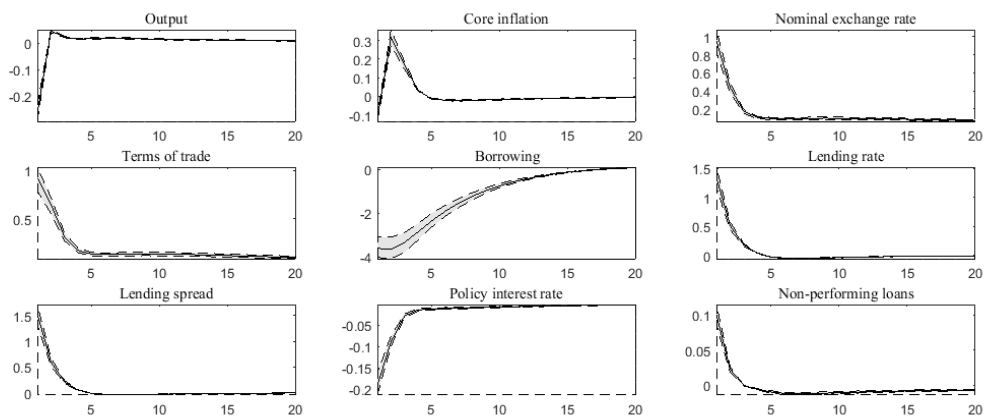 Output
0
-0.1
-0.2
5 10 15 20
Core inflation
0.3
0.2
0.1
0
-0.1
5 10 15 20
Nominal exchange rate
1
0.8
0.6
0.4
0.2
5 10 15 20
Terms of trade
1
0.5
5 10 15 20
Borrowing
0
-2
-4
5 10 15 20
Lending rate
1.5
1
0.5
0
5 10 15 20
Lending spread
1.5
1
0.5
0
5 10 15 20
Policy interest rate
-0.05
-0.1
-0.15
-0.2
5 10 15 20
Non-performing loans
0.1
0.05
0
5 10 15 20